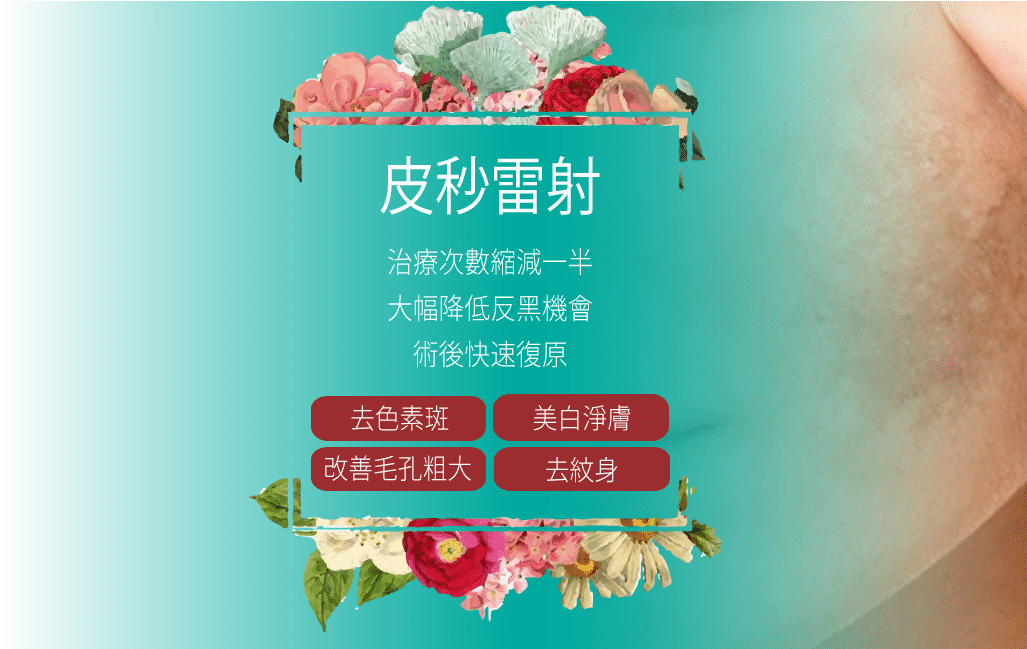 皮秒雷射
治療次數縮減一半
大幅降低反黑機會
術後快速復原
去色素斑 美白淨膚
改善毛孔粗大 去紋身